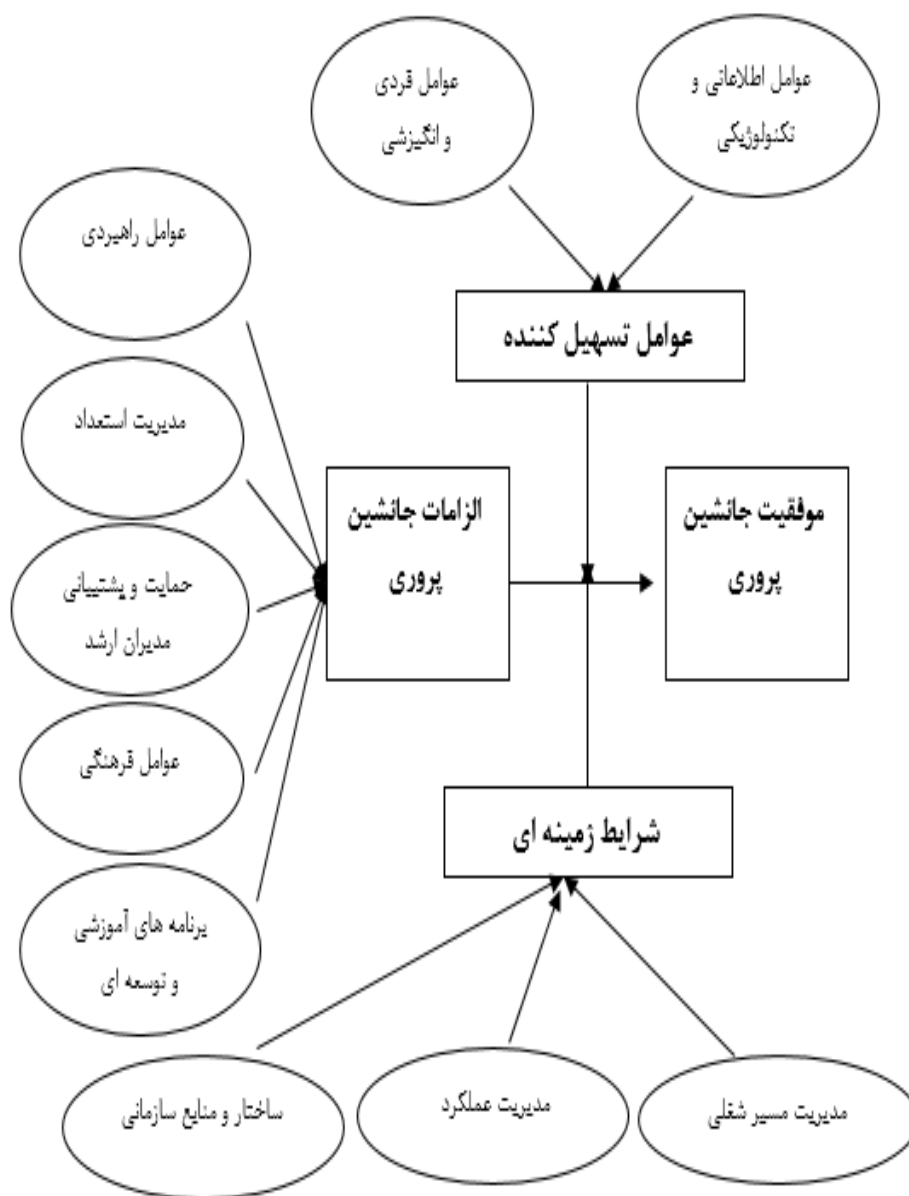 عوامل اطلاعاتی و
تکنولوژیکی
عوامل فردی
و انگیزشی
عوامل راهبردی
عوامل تسهیل کننده
مدیریت استعداد
الزامات جانشین
پروری
موفقیت جانشین
پروری
حمایت و پشتیبانی
مدیران ارشد
عوامل فرهنگی
شرایط زمینه ای
برنامه های آموزشی
و توسعه ای
ساختار و منابع سازمانی
مدیریت عملکرد
مدیریت مسیر شغلی